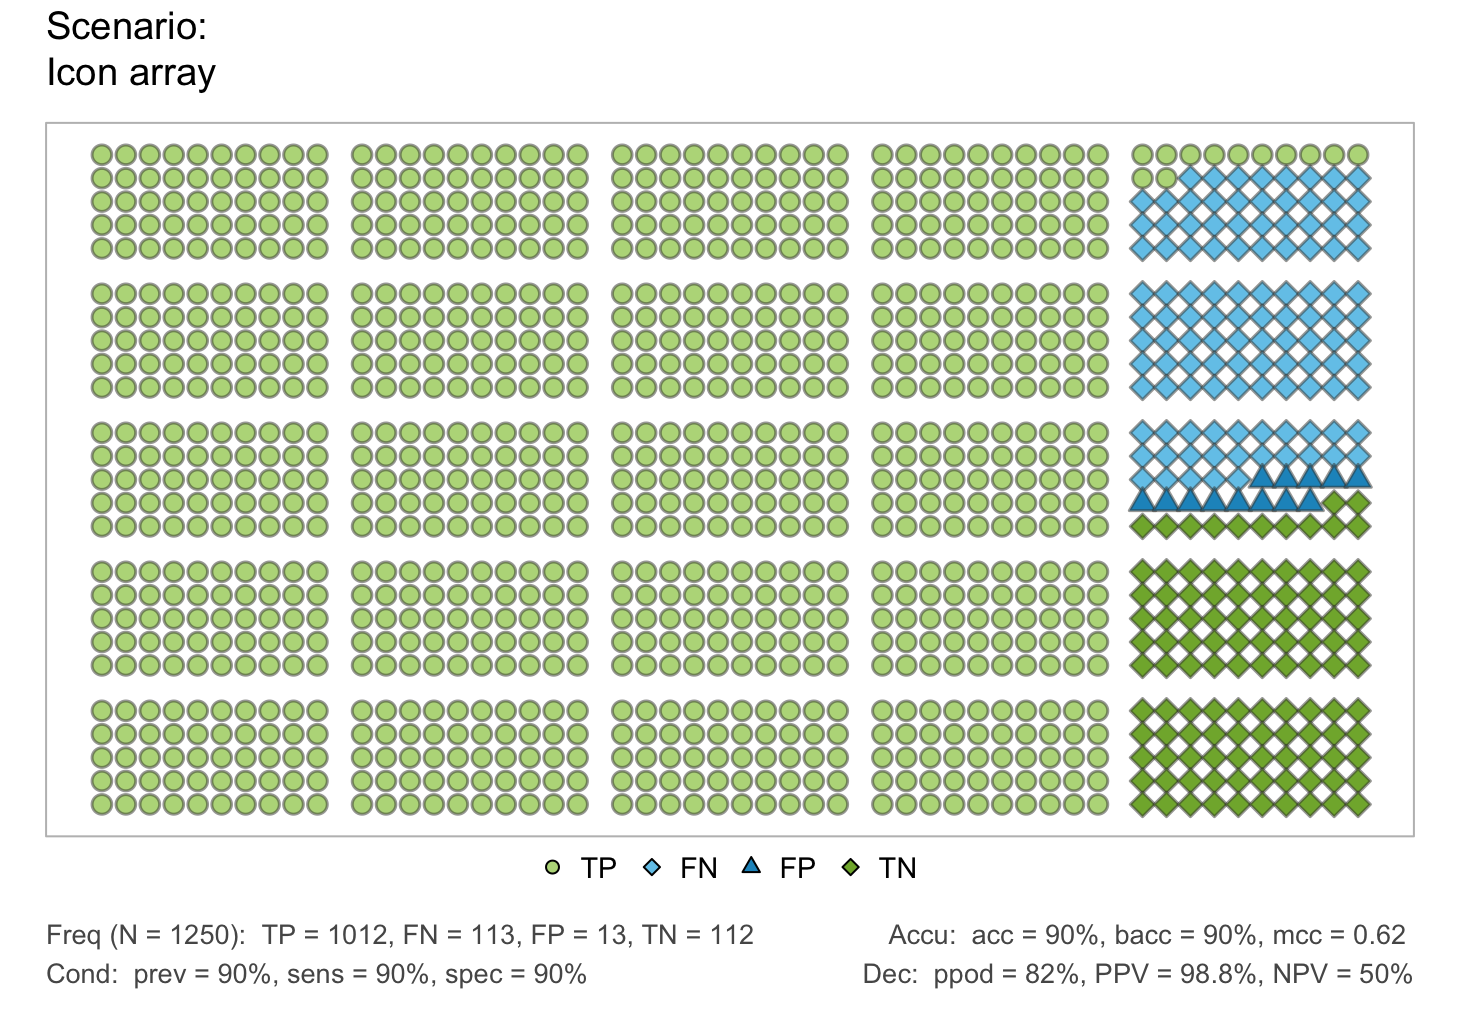 Scenario:
Icon array
TP FN FP TN
Freq (N = 1250):  TP = 1012, FN = 113, FP = 13, TN = 112
Accu:  acc = 90%, bacc = 90%, mcc = 0.62
Cond:  prev = 90%, sens = 90%, spec = 90%
Dec:  ppod = 82%, PPV = 98.8%, NPV = 50%